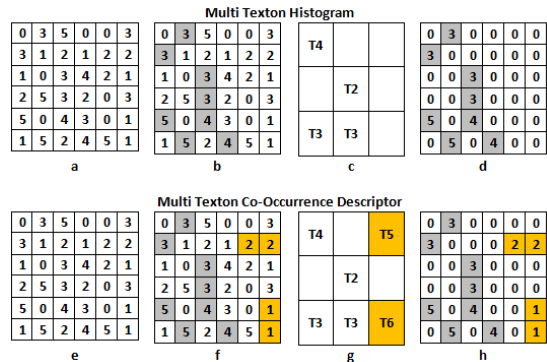 Multi Texton Histogram
0 3 5 0 0 3 0 3 5 0 0 3 0 3 0 0 0 0
3 1 2 1 2 2 3 1 2 1 2 2 T4 3 0 0 0 0 0
1 0 3 4 2 1 1 0 3 4 2 1 0 0 3 0 0 0
2 5 3 2 0 3 2 5 3 2 0 3 T2 0 0 3 0 0 0
5 0 4 3 0 1 5 0 4 3 0 1 5 0 4 0 0 0
1 5 2 4 5 1 1 5 2 4 5 1 T3 T3 0 5 0 4 0 0
a b c d
Multi Texton Co-Occurrence Descriptor
0 3 5 0 0 3 0 3 5 0 0 3 0 3 0 0 0 0
3 1 2 1 2 2 3 1 2 1 2 2 T4 T5 3 0 0 0 2 2
1 0 3 4 2 1 1 0 3 4 2 1 0 0 3 0 0 0
2 5 3 2 0 3 2 5 3 2 0 3 T2 0 0 3 0 0 0
5 0 4 3 0 1 5 0 4 3 0 1 5 0 4 0 0 1
1 5 2 4 5 1 1 5 2 4 5 1 T3 T3 T6 0 5 0 4 0 1
e f g h